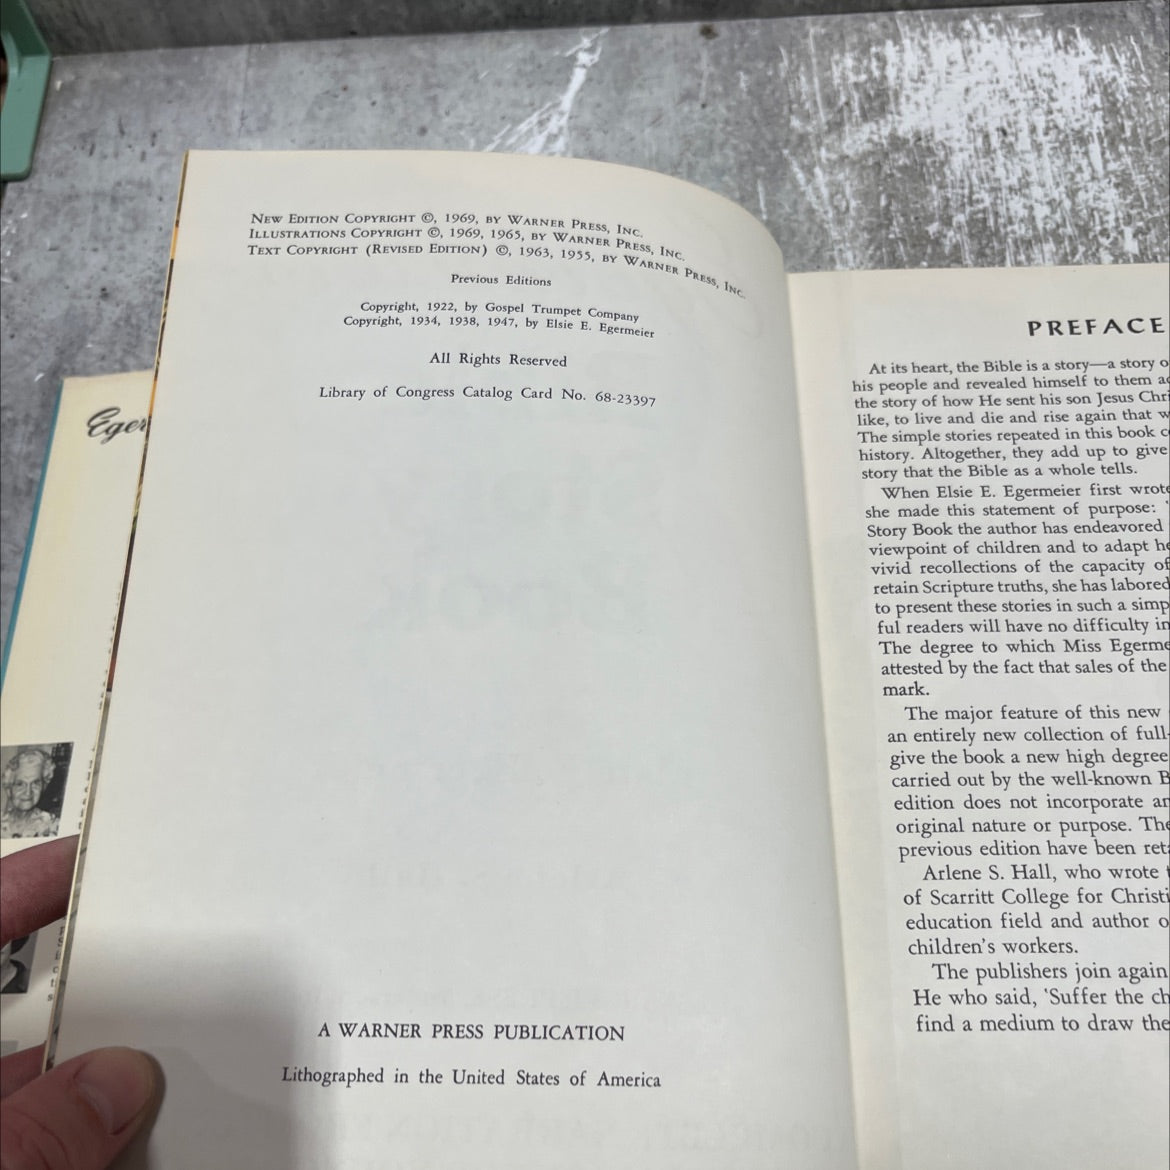 NEW EDITION COPYRIGHT ©, 1969, BY WARNER PRESS, INC.
ILLUSTRATIONS COPYRIGHT ©, 1969, 1965, BY WARNER PRESS, INC.
TEXT COPYRIGHT (REVISED EDITION) ©, 1963, 1955, BY WARNER PRESS, INC.
Previous Editions
Copyright, 1922, by Gospel Trumpet Company
Copyright, 1934, 1938, 1947, by Elsie E. Egermeier
All Rights Reserved
Library of Congress Catalog Card No. 68-23397
A WARNER PRESS PUBLICATION
Lithographed in the United States of America
PREFACE
At its heart, the Bible is a story—a story o
his people and revealed himself to them
the story of how He sent his son Jesus Chri
like, to live and die and rise again that w
The simple stories repeated in this book
history. Altogether, they add up to give
story that the Bible as a whole tells.
When Elsie E. Egermeier first wrote
she made this statement of purpose: '
Story Book the author has endeavored
viewpoint of children and to adapt
vivid recollections of the capacity of
retain Scripture truths, she has labored
to present these stories in such a simp
ful readers will have no difficulty in
The degree to which Miss Egerme
attested by the fact that sales of the
mark.
The major feature of this new
an entirely new collection of full-
give the book a new high degree
carried out by the well-known B
edition does not incorporate an
original nature or purpose. The
previous edition have been ret
Arlene S. Hall, who wrote
of Scarritt College for Christi
education field and author o
children's workers.
The publishers join again
He who said, 'Suffer the ch
find a medium to draw the
Eger